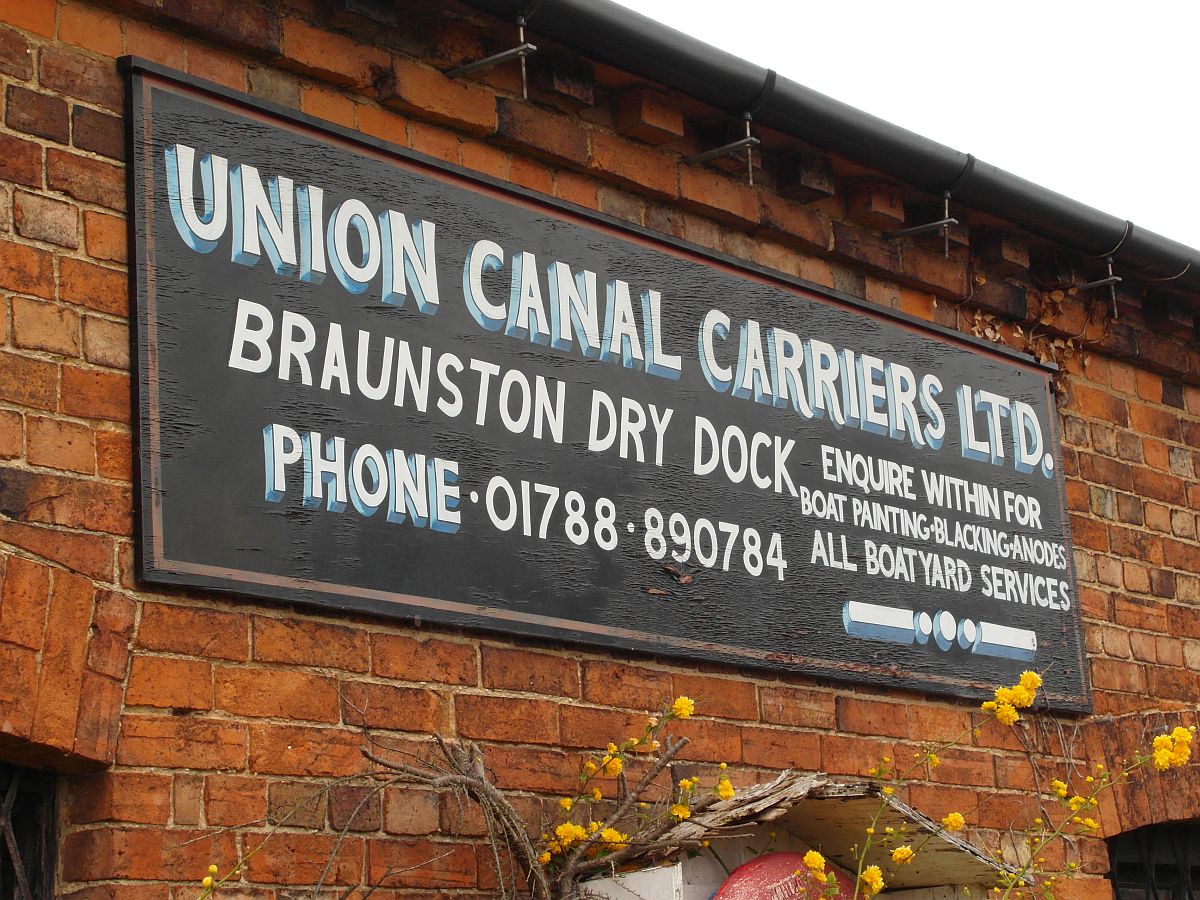 UNION CANAL CARRIERS LTD.
BRAUNSTON DRY DOCK
PHONE · 01788 · 890784
ENQUIRE WITHIN FOR
BOAT PAINTING·BLACKING·ANODES
ALL BOATYARD SERVICES